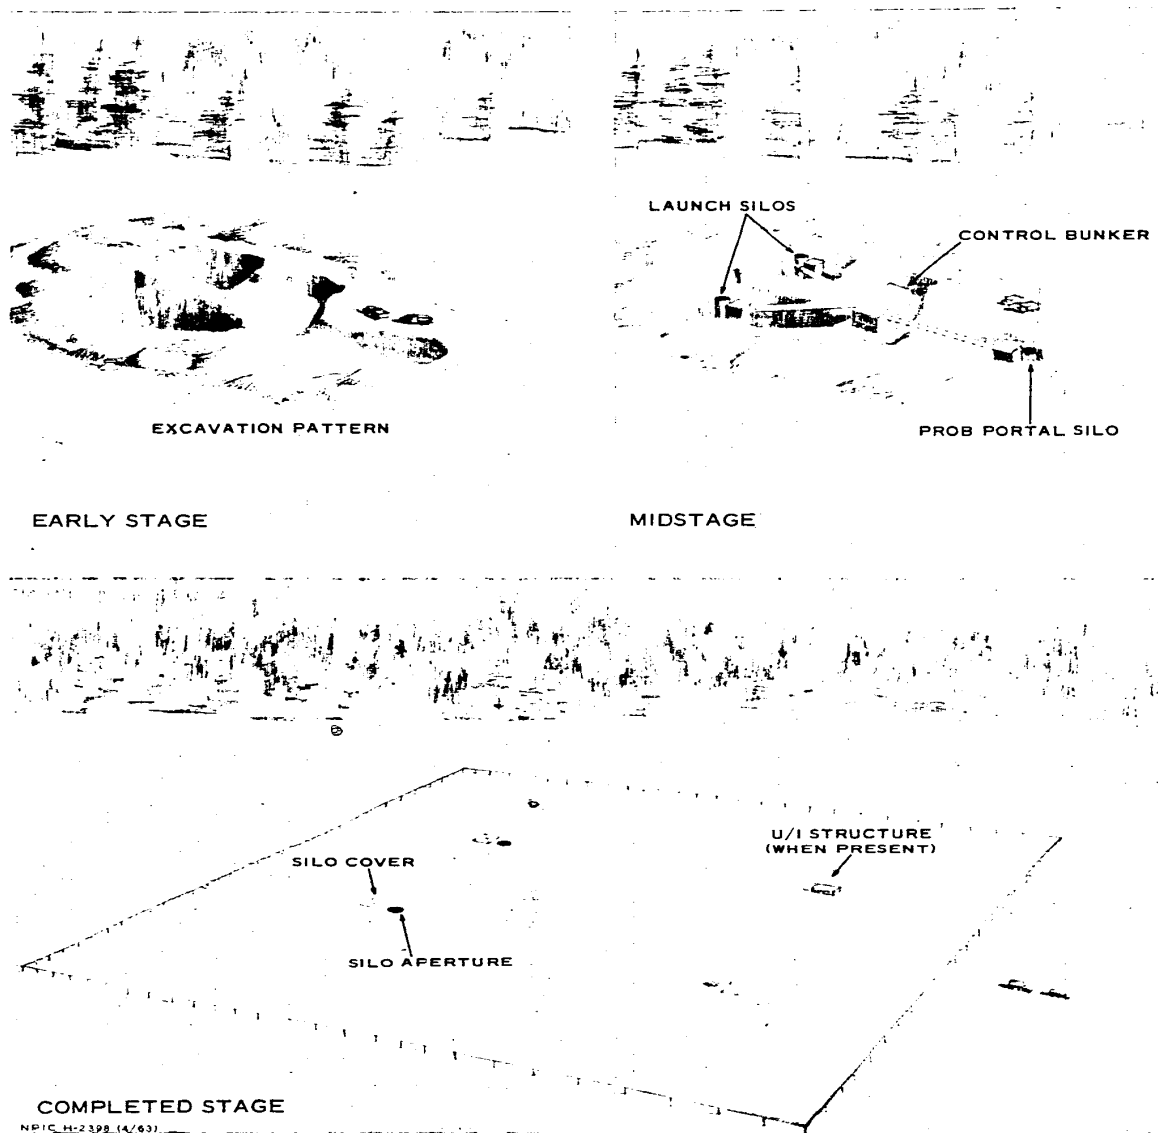 LAUNCH SILOS
CONTROL BUNKER
EXCAVATION PATTERN
PROB PORTAL SILO
EARLY STAGE
MIDSTAGE
U/I STRUCTURE
(WHEN PRESENT)
SILO COVER
SILO APERTURE
COMPLETED STAGE
NPIC H-2398 (4/63)